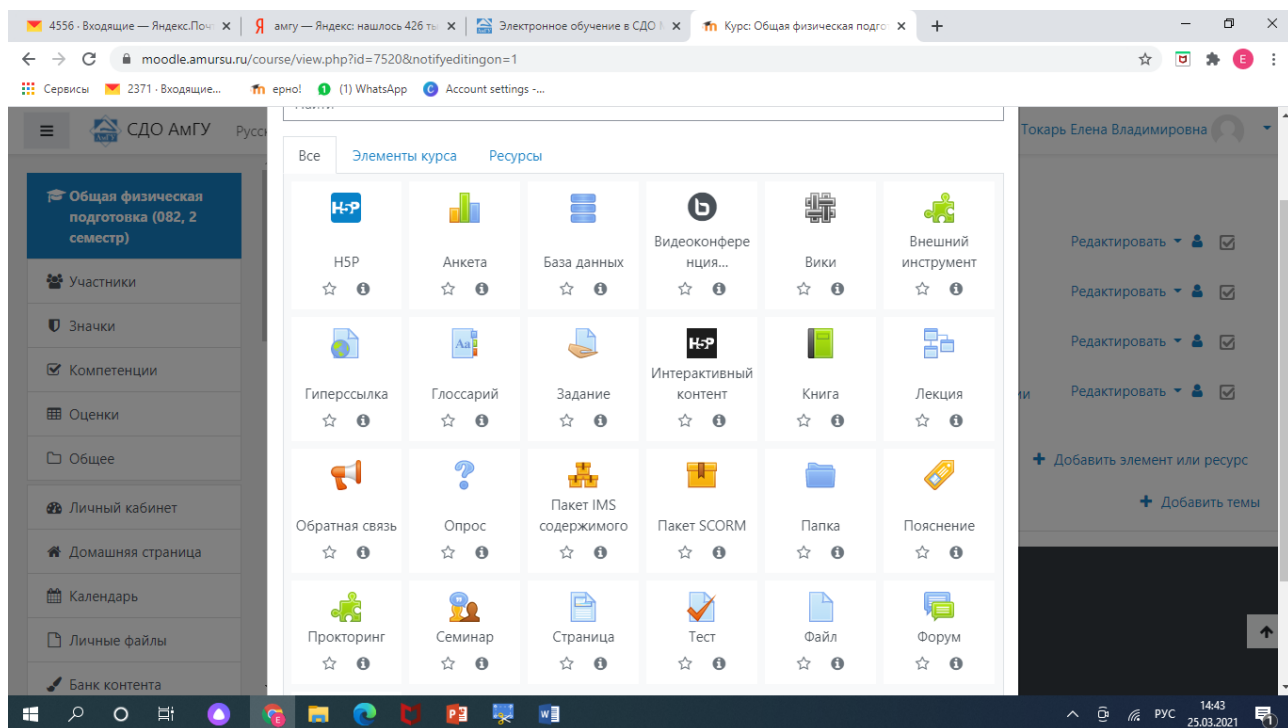 4556 · Входящие — Яндекс.Поч
амгу — Яндекс: нашлось 426 ты
Электронное обучение в СДО
Курс: Общая физическая подго
moodle.amursu.ru/course/view.php?id=7520&notifyeditingon=1
E
Сервисы
2371 · Входящие...
ерно!
(1) WhatsApp
Account settings -...
СДО АмГУ
Токарь Елена Владимировна
Все
Элементы курса
Ресурсы
Общая физическая
подготовка (082, 2
семестр)
Участники
Значки
Компетенции
Оценки
Общее
Личный кабинет
Домашняя страница
Календарь
Личные файлы
Банк контента
H5P
Анкета
База данных
Видеоконфере
нция...
Вики
Внешний
инструмент
Гиперссылка
Глоссарий
Задание
Интерактивный
контент
Книга
Лекция
Обратная связь
Опрос
Пакет IMS
содержимого
Пакет SCORM
Папка
Пояснение
Прокторинг
Семинар
Страница
Тест
Файл
Форум
Редактировать
Редактировать
Редактировать
Редактировать
Добавить элемент или ресурс
Добавить темы
РУС
14:43
25.03.2021